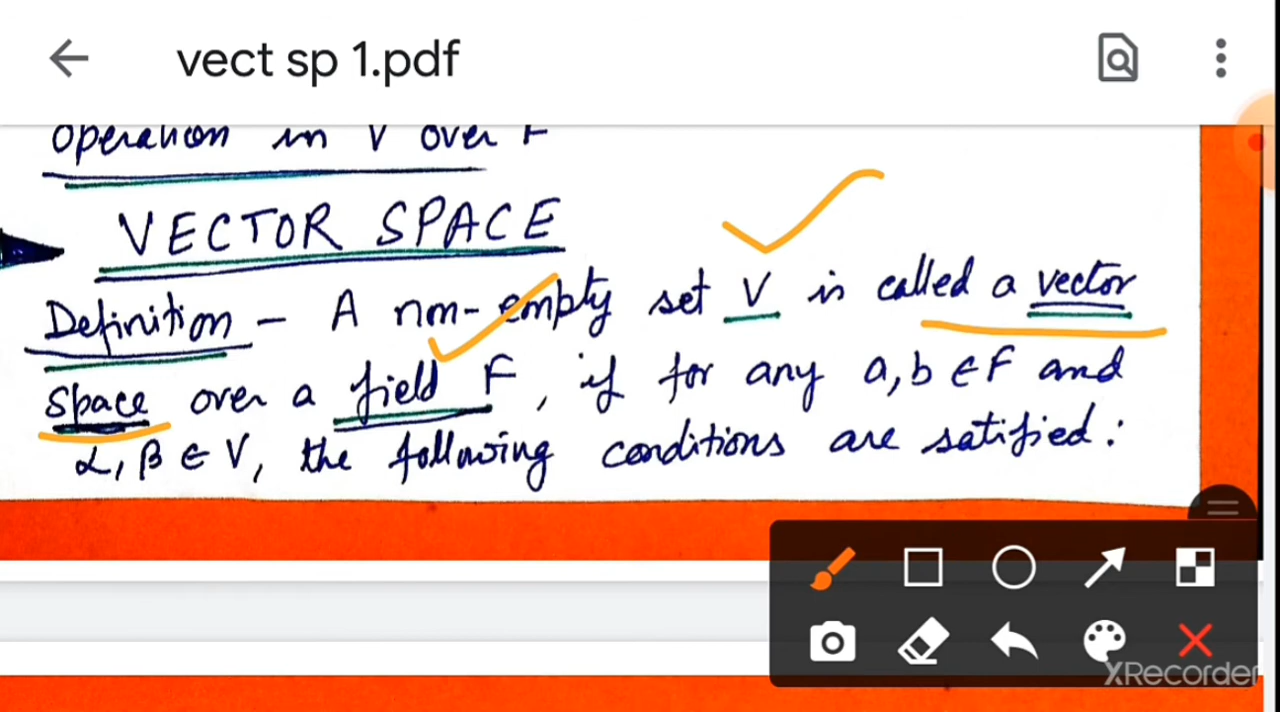 vect sp 1.pdf
operation in V over F
VECTOR SPACE
Definition - A non-empty set V is called a vector
space over a field F, if for any a, b ∈ F and
α, β ∈ V, the following conditions are satified:
XRecorder